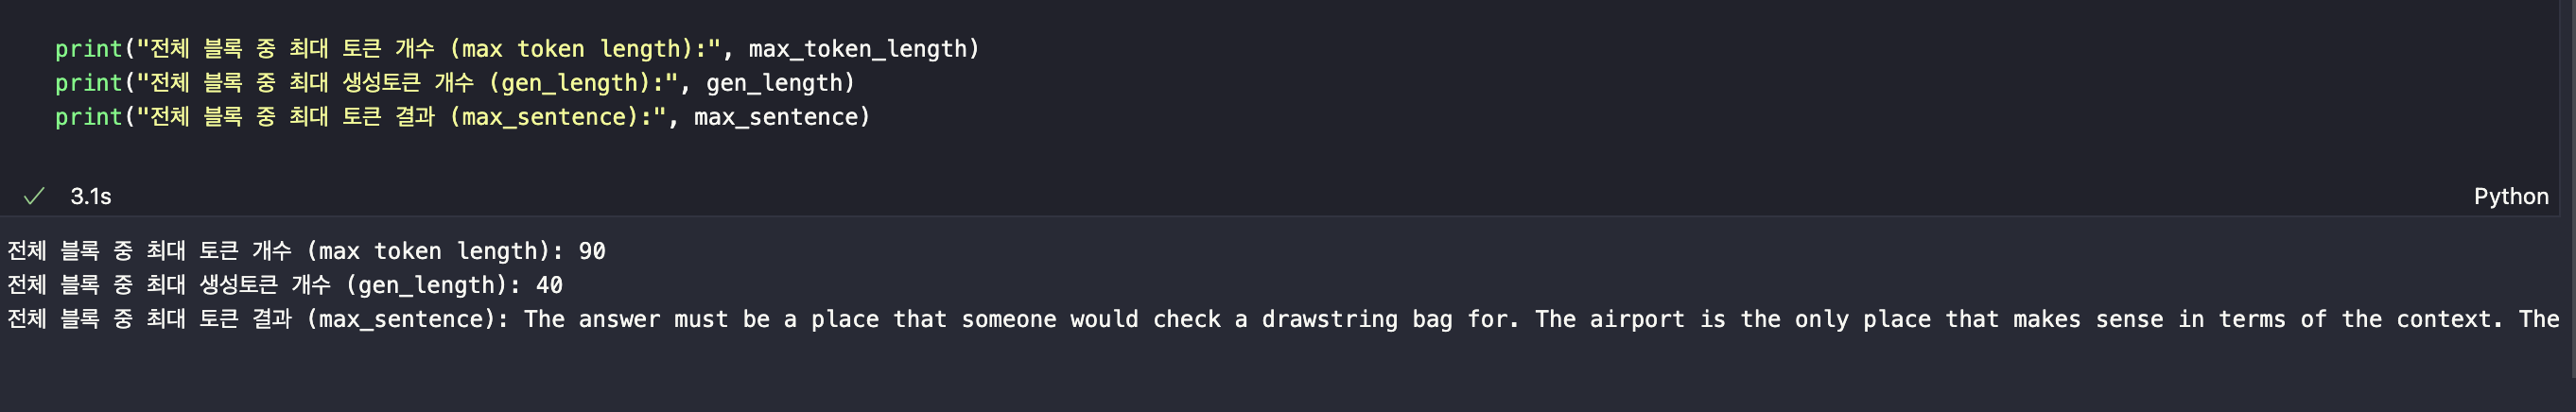 print("전체 블록 중 최대 토큰 개수 (max token length):", max_token_length)
print("전체 블록 중 최대 생성토큰 개수 (gen_length):", gen_length)
print("전체 블록 중 최대 토큰 결과 (max_sentence):", max_sentence)
3.1s
Python
전체 블록 중 최대 토큰 개수 (max token length): 90
전체 블록 중 최대 생성토큰 개수 (gen_length): 40
전체 블록 중 최대 토큰 결과 (max_sentence): The answer must be a place that someone would check a drawstring bag for. The airport is the only place that makes sense in terms of the context. The